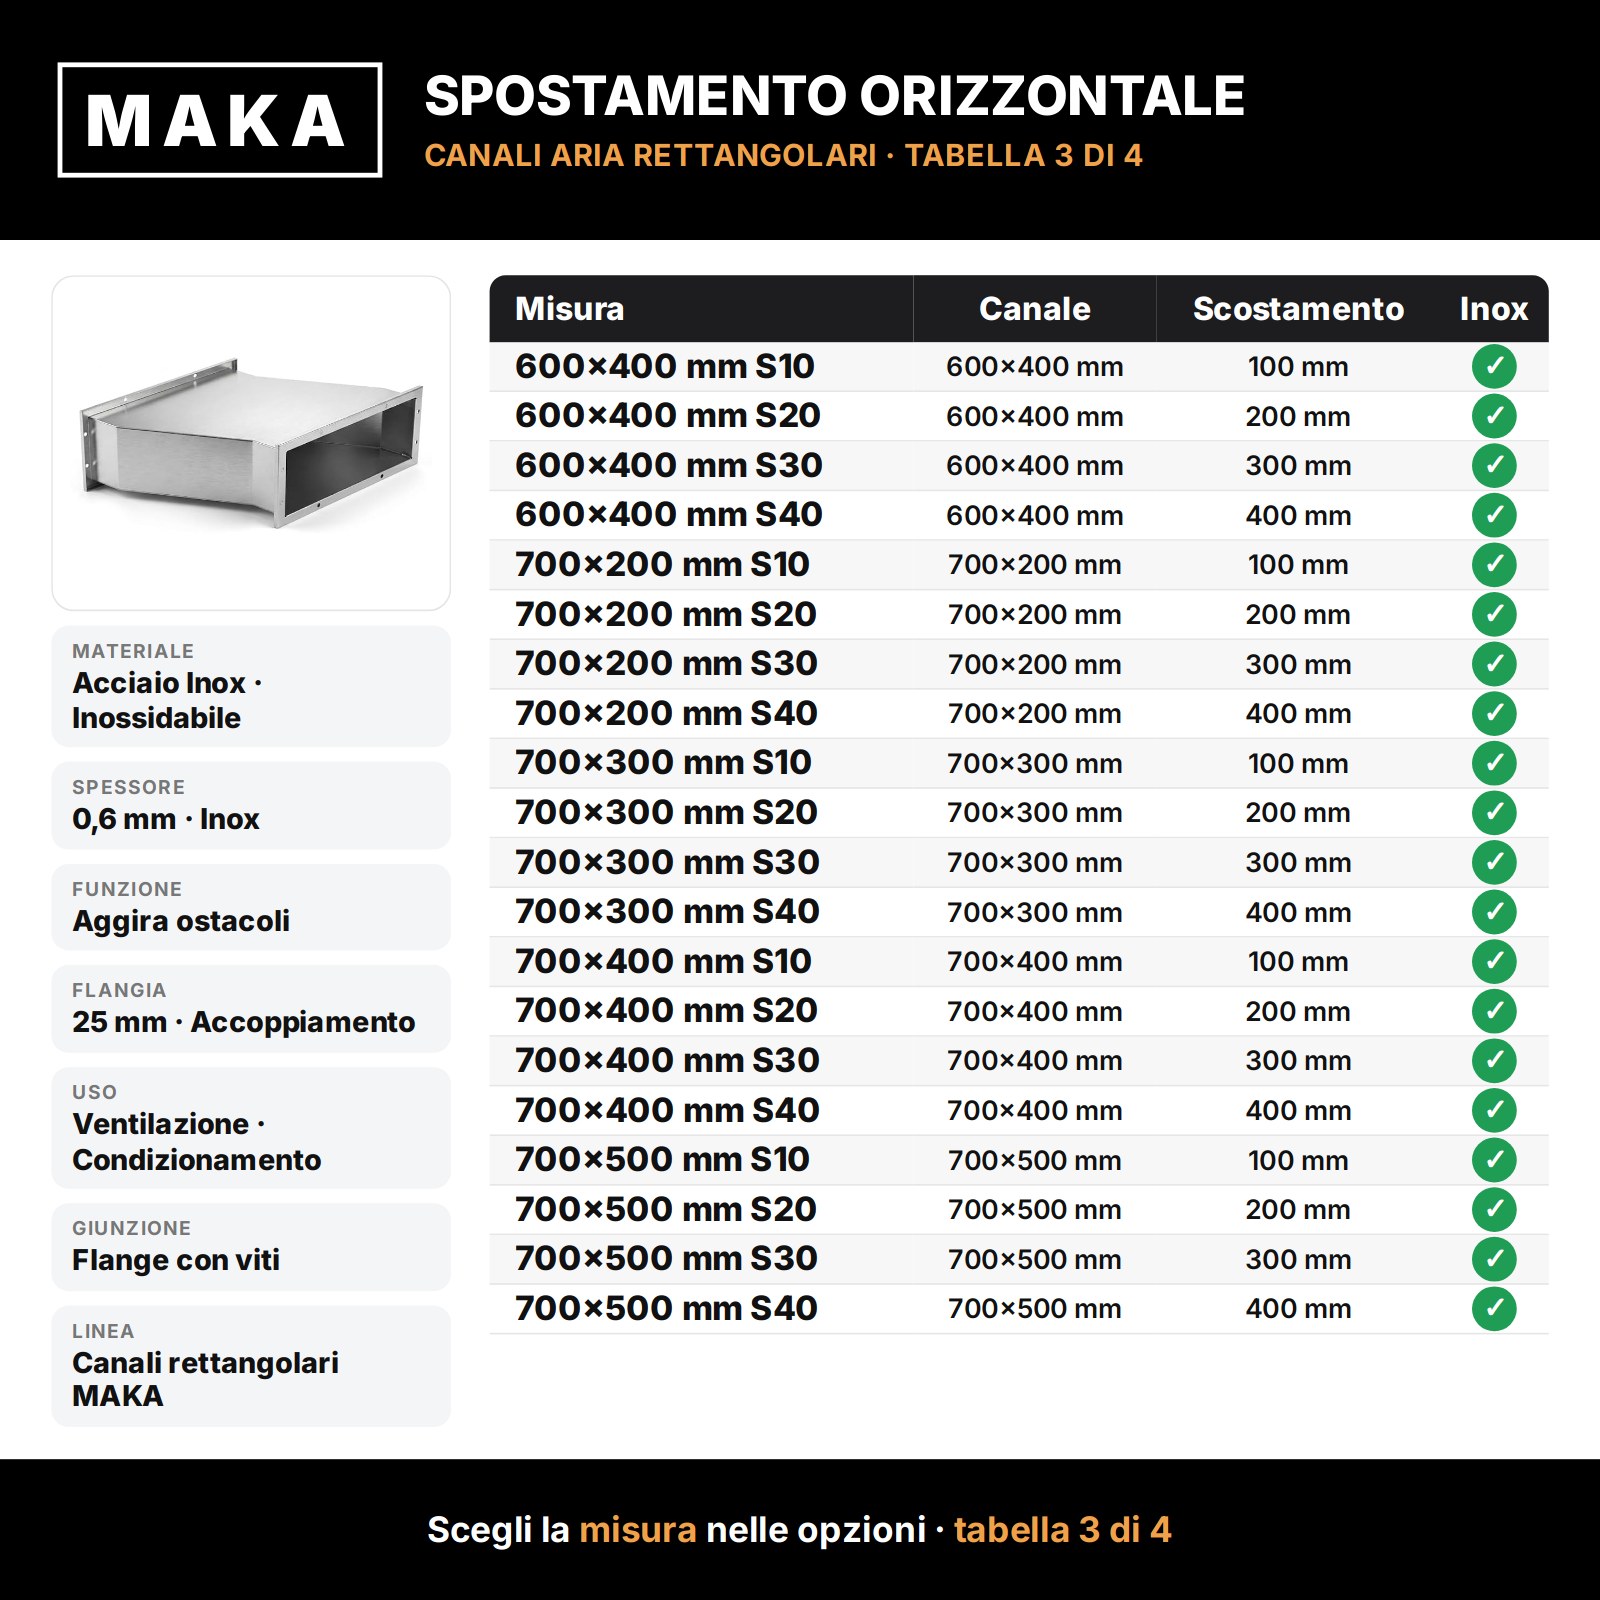 MAKA
SPOSTAMENTO ORIZZONTALE
CANALI ARIA RETTANGOLARI · TABELLA 3 DI 4
MATERIALE
Acciaio Inox ·
Inossidabile
SPESSORE
0,6 mm · Inox
FUNZIONE
Aggira ostacoli
FLANGIA
25 mm · Accoppiamento
USO
Ventilazione ·
Condizionamento
GIUNZIONE
Flange con viti
LINEA
Canali rettangolari
MAKA
Misura Canale Scostamento Inox
600×400 mm S10 600×400 mm 100 mm ✓
600×400 mm S20 600×400 mm 200 mm ✓
600×400 mm S30 600×400 mm 300 mm ✓
600×400 mm S40 600×400 mm 400 mm ✓
700×200 mm S10 700×200 mm 100 mm ✓
700×200 mm S20 700×200 mm 200 mm ✓
700×200 mm S30 700×200 mm 300 mm ✓
700×200 mm S40 700×200 mm 400 mm ✓
700×300 mm S10 700×300 mm 100 mm ✓
700×300 mm S20 700×300 mm 200 mm ✓
700×300 mm S30 700×300 mm 300 mm ✓
700×300 mm S40 700×300 mm 400 mm ✓
700×400 mm S10 700×400 mm 100 mm ✓
700×400 mm S20 700×400 mm 200 mm ✓
700×400 mm S30 700×400 mm 300 mm ✓
700×400 mm S40 700×400 mm 400 mm ✓
700×500 mm S10 700×500 mm 100 mm ✓
700×500 mm S20 700×500 mm 200 mm ✓
700×500 mm S30 700×500 mm 300 mm ✓
700×500 mm S40 700×500 mm 400 mm ✓
Scegli la misura nelle opzioni · tabella 3 di 4